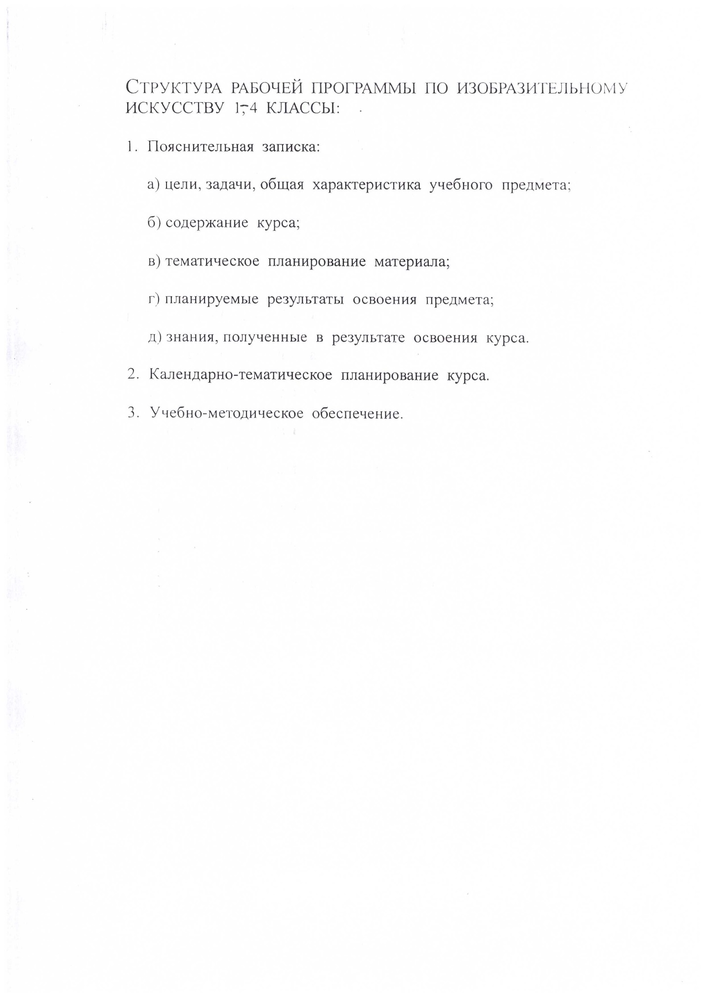 СТРУКТУРА РАБОЧЕЙ ПРОГРАММЫ ПО ИЗОБРАЗИТЕЛЬНОМУ
ИСКУССТВУ 1,-4 КЛАССЫ:
1. Пояснительная записка:
а) цели, задачи, общая характеристика учебного предмета;
б) содержание курса;
в) тематическое планирование материала;
г) планируемые результаты освоения предмета;
д) знания, полученные в результате освоения курса.
2. Календарно-тематическое планирование курса.
3. Учебно-методическое обеспечение.